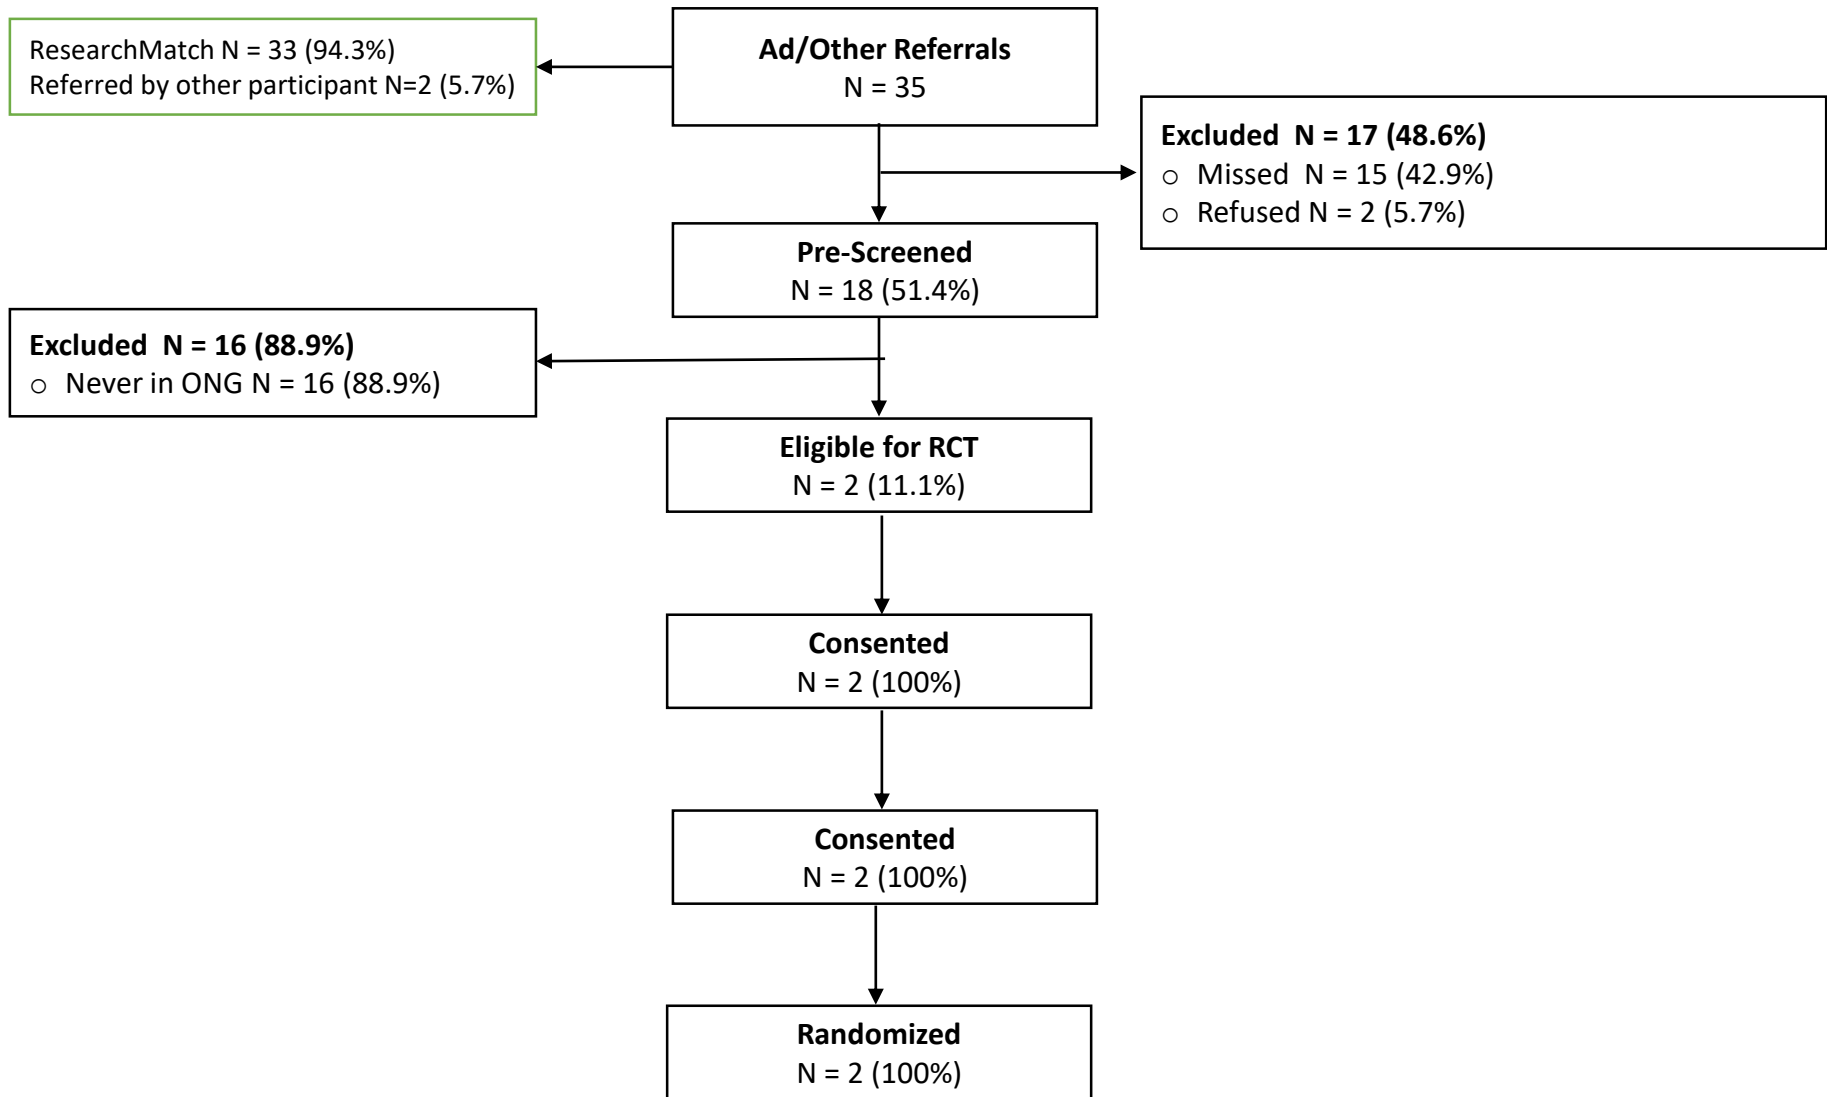 ResearchMatch N = 33 (94.3%)
Referred by other participant N=2 (5.7%)
Ad/Other Referrals
N = 35
Excluded  N = 17 (48.6%)
○ Missed  N = 15 (42.9%)
○ Refused N = 2 (5.7%)
Pre-Screened
N = 18 (51.4%)
Excluded  N = 16 (88.9%)
○ Never in ONG N = 16 (88.9%)
Eligible for RCT
N = 2 (11.1%)
Consented
N = 2 (100%)
Consented
N = 2 (100%)
Randomized
N = 2 (100%)